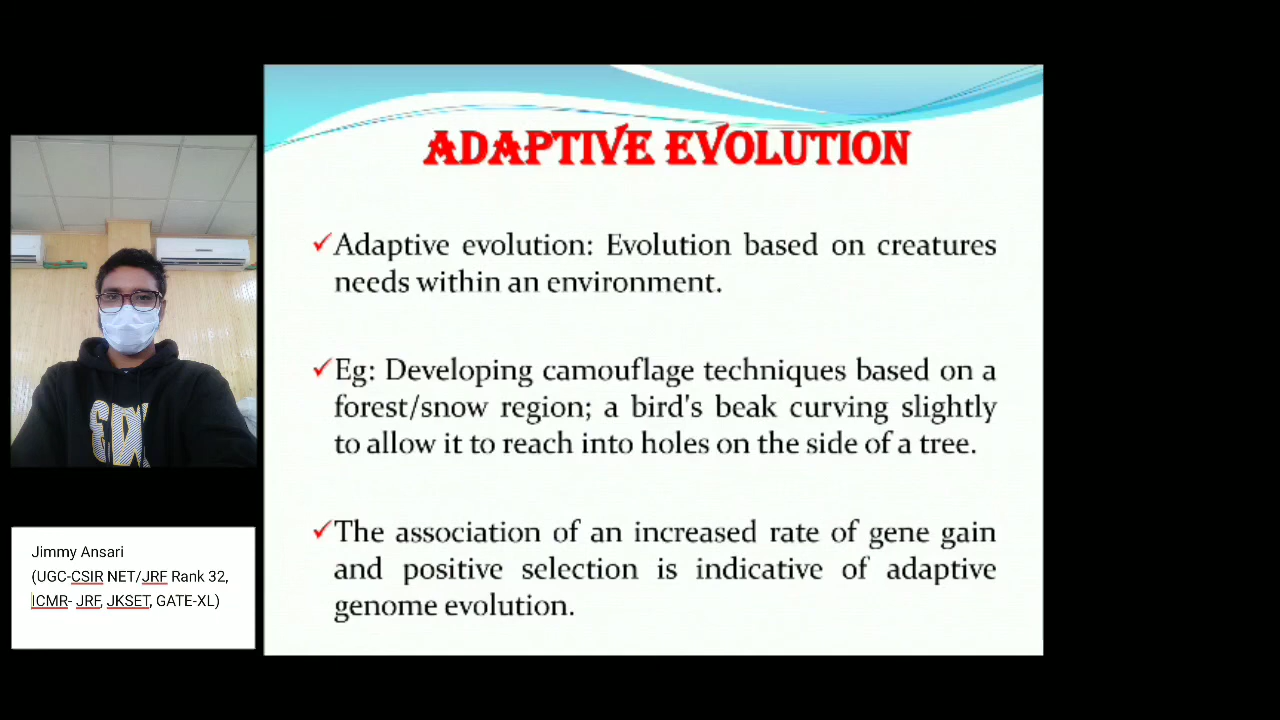 ADAPTIVE EVOLUTION
✓Adaptive evolution: Evolution based on creatures
needs within an environment.
✓Eg: Developing camouflage techniques based on a
forest/snow region; a bird's beak curving slightly
to allow it to reach into holes on the side of a tree.
✓The association of an increased rate of gene gain
and positive selection is indicative of adaptive
genome evolution.
Jimmy Ansari
(UGC-CSIR NET/JRF Rank 32,
ICMR- JRF, JKSET, GATE-XL)